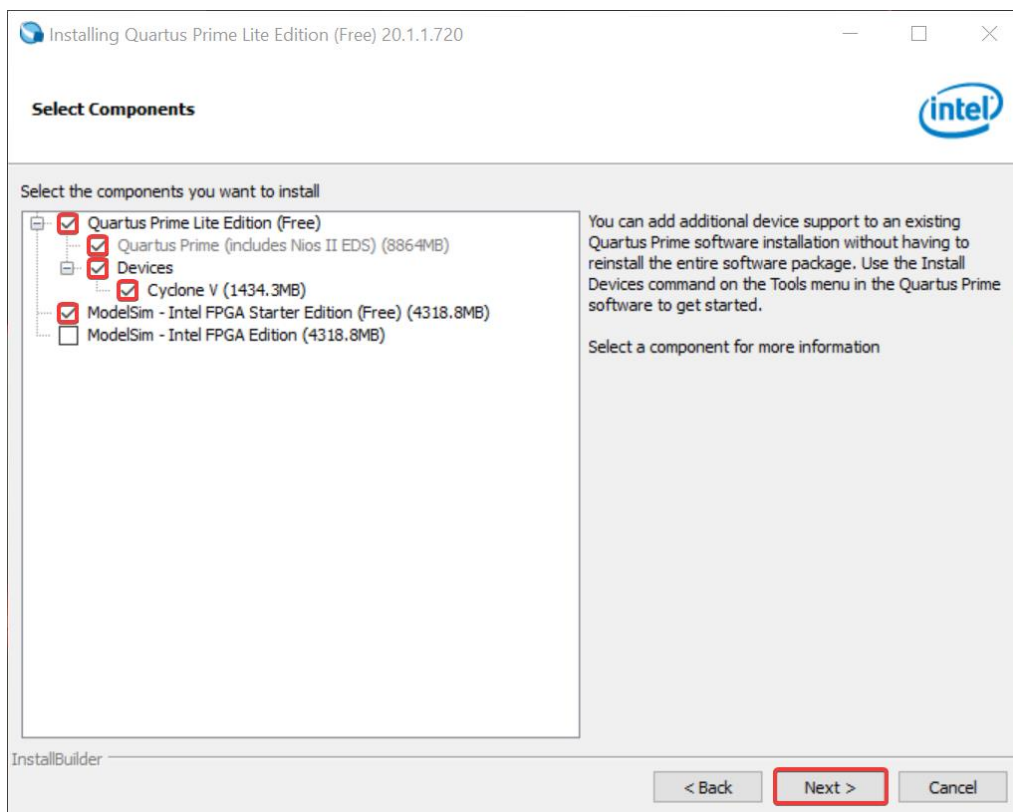 Installing Quartus Prime Lite Edition (Free) 20.1.1.720
Select Components
intel
Select the components you want to install
Quartus Prime Lite Edition (Free)
Quartus Prime (includes Nios II EDS) (8864MB)
Devices
Cyclone V (1434.3MB)
ModelSim - Intel FPGA Starter Edition (Free) (4318.8MB)
ModelSim - Intel FPGA Edition (4318.8MB)
You can add additional device support to an existing
Quartus Prime software installation without having to
reinstall the entire software package. Use the Install
Devices command on the Tools menu in the Quartus Prime
software to get started.
Select a component for more information
InstallBuilder
< Back
Next >
Cancel